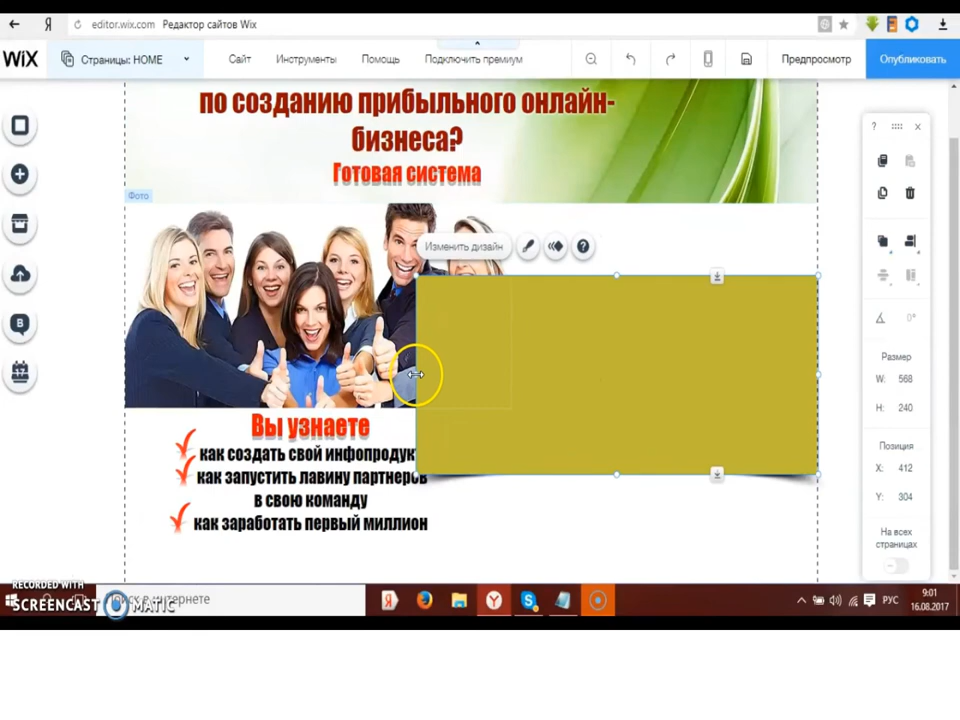 Я
editor.wix.com Редактор сайтов Wix
WiX
Страницы: HOME
Сайт
Инструменты
Помощь
Подключить премиум
Предпросмотр
Опубликовать
по созданию прибыльного онлайн-
бизнеса?
Готовая система
Фото
Изменить дизайн
?
?
0°
Размер
W: 568
H: 240
Позиция
X: 412
Y: 304
На всех
страницах
B
17
Вы узнаете
как создать свой инфопродукт
как запустить лавину партнеров
в свою команду
как заработать первый миллион
RECORDED WITH
SCREENCAST MATIC
в интернете
Я
Y
S
РУС
9:01
16.08.2017